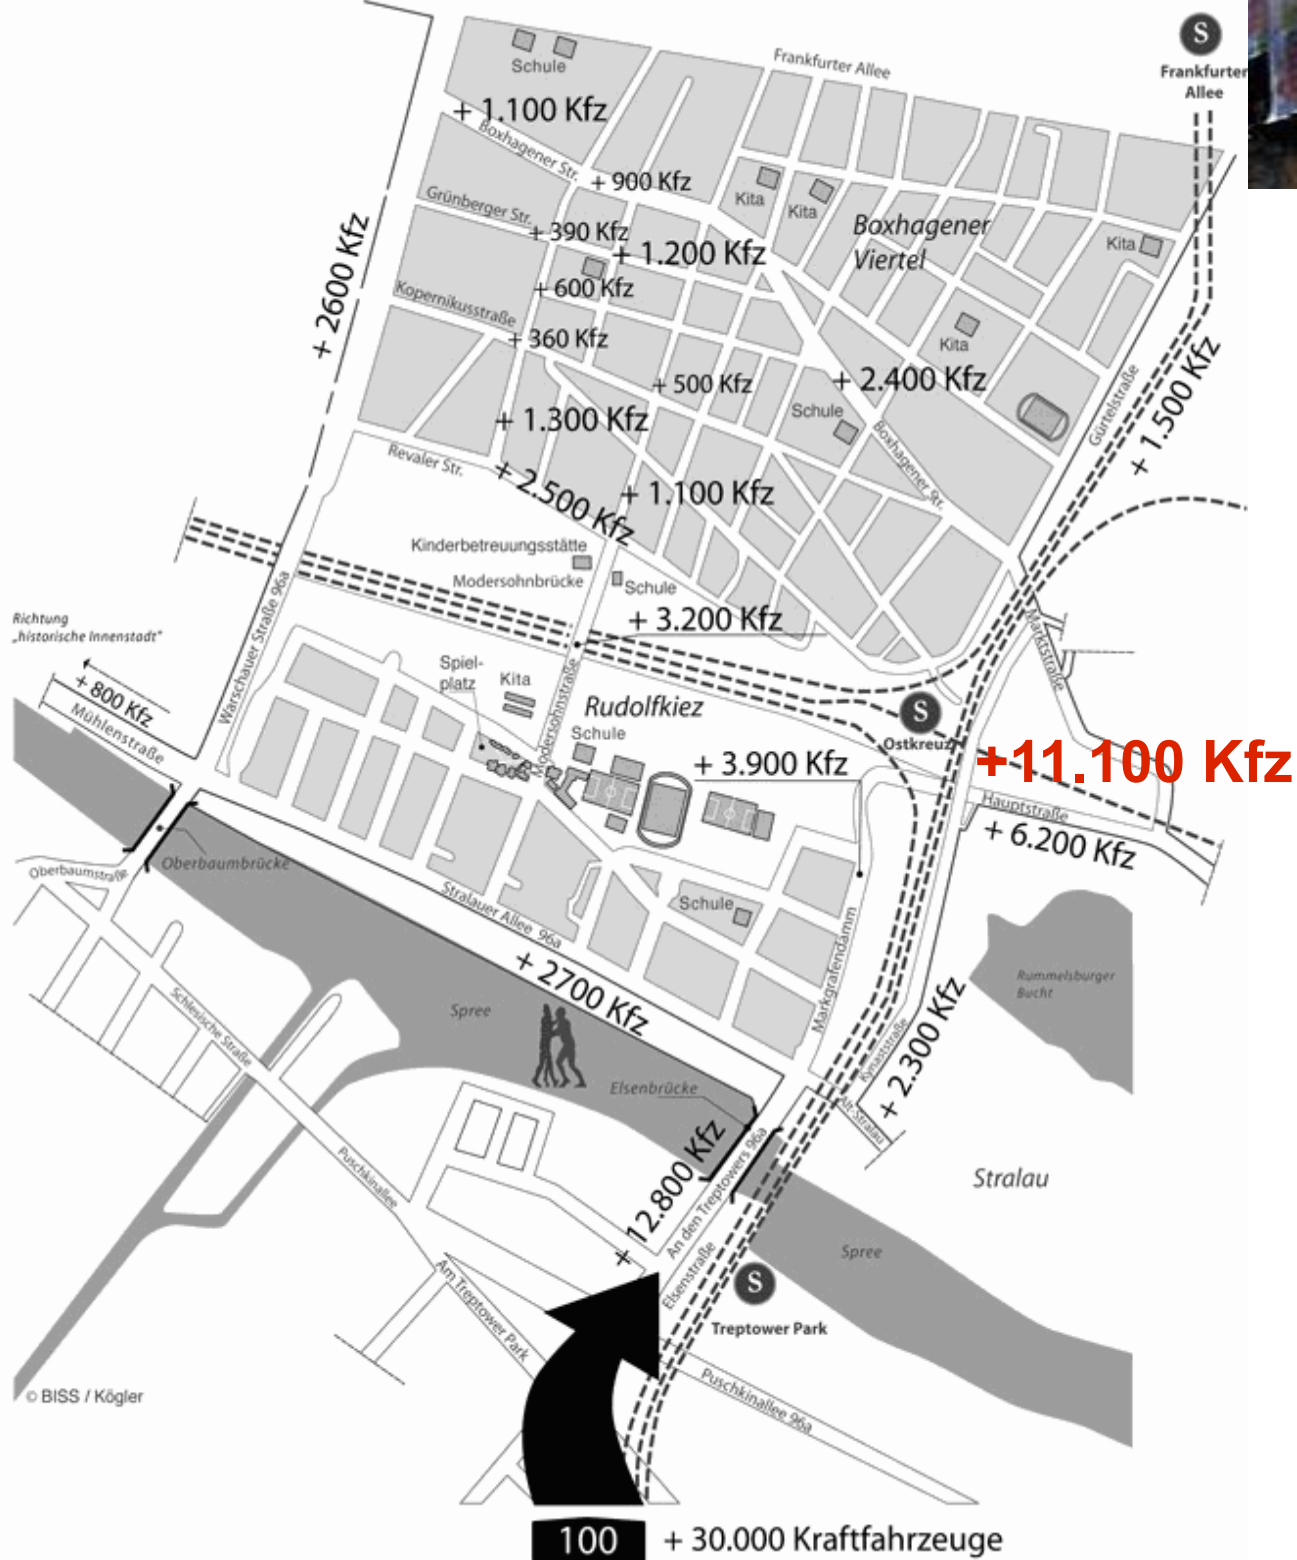 S
Frankfurter
Allee
Frankfurter Allee
Schule
+ 1.100 Kfz
Boxhagener Str.
+ 900 Kfz
Kita
Kita
Boxhagener
Viertel
Kita
Grünberger Str.
+ 390 Kfz
+ 1.200 Kfz
+ 2600 Kfz
+ 600 Kfz
Kopernikusstraße
+ 360 Kfz
Kita
+ 500 Kfz
+ 2.400 Kfz
Gürtelstraße
+ 1.500 Kfz
Schule
+ 1.300 Kfz
Boxhagener Str.
Revaler Str.
+ 2.500 Kfz
+ 1.100 Kfz
Kinderbetreuungsstätte
Modersohnbrücke
Schule
+ 3.200 Kfz
Richtung
„historische Innenstadt"
+ 800 Kfz
Mühlenstraße
Warschauer Straße 96a
Marktstraße
Spiel-
platz
Kita
Modersohnstraße
Rudolfkiez
Schule
S
Ostkreuz
+ 3.900 Kfz
+11.100 Kfz
Hauptstraße
+ 6.200 Kfz
Oberbaumbrücke
Oberbaumstraße
Stralauer Allee 96a
Schule
Markgrafendamm
+ 2700 Kfz
Rummelsburger
Bucht
Schlesische Straße
Spree
Kynaststraße
+ 2.300 Kfz
Elsenbrücke
Alt-Stralau
+ 12.800 Kfz
An den Treptowers 96a
Stralau
Puschkinallee
Elsenstraße
Spree
S
Treptower Park
Am Treptower Park
Puschkinallee 96a
© BISS / Kögler
100
+ 30.000 Kraftfahrzeuge